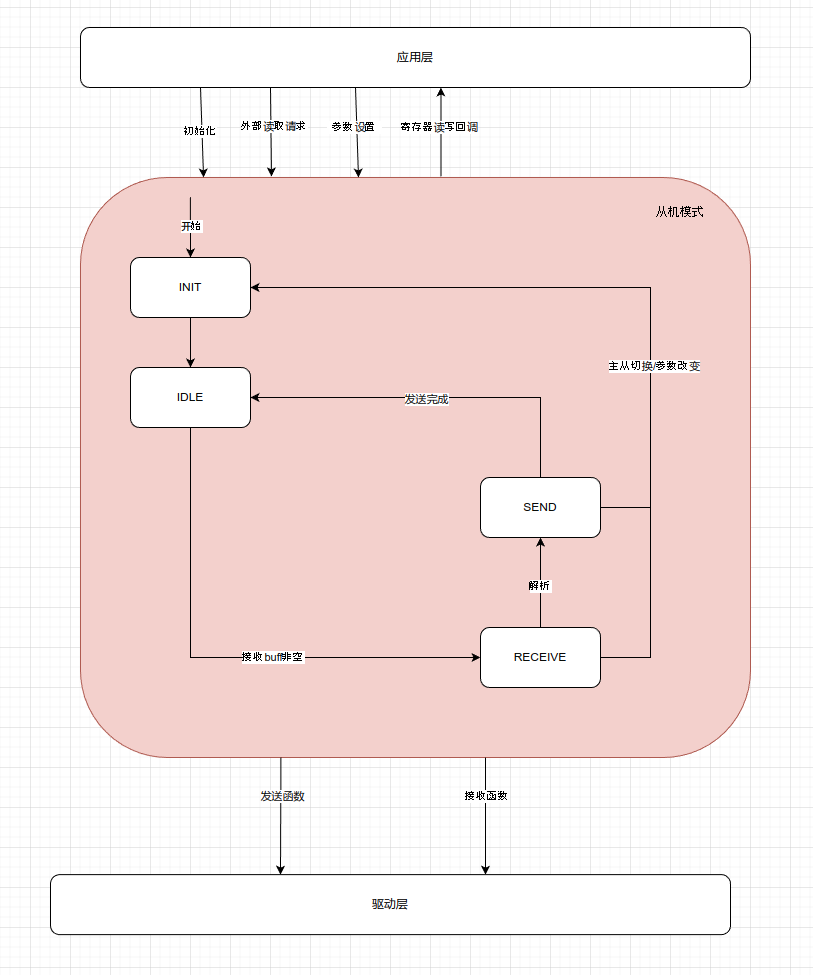 应用层
初始化
外部读取请求
参数设置
寄存器读写回调
从机模式
开始
INIT
主从切换/参数改变
IDLE
发送完成
SEND
解析
接收buff非空
RECEIVE
发送函数
接收函数
驱动层